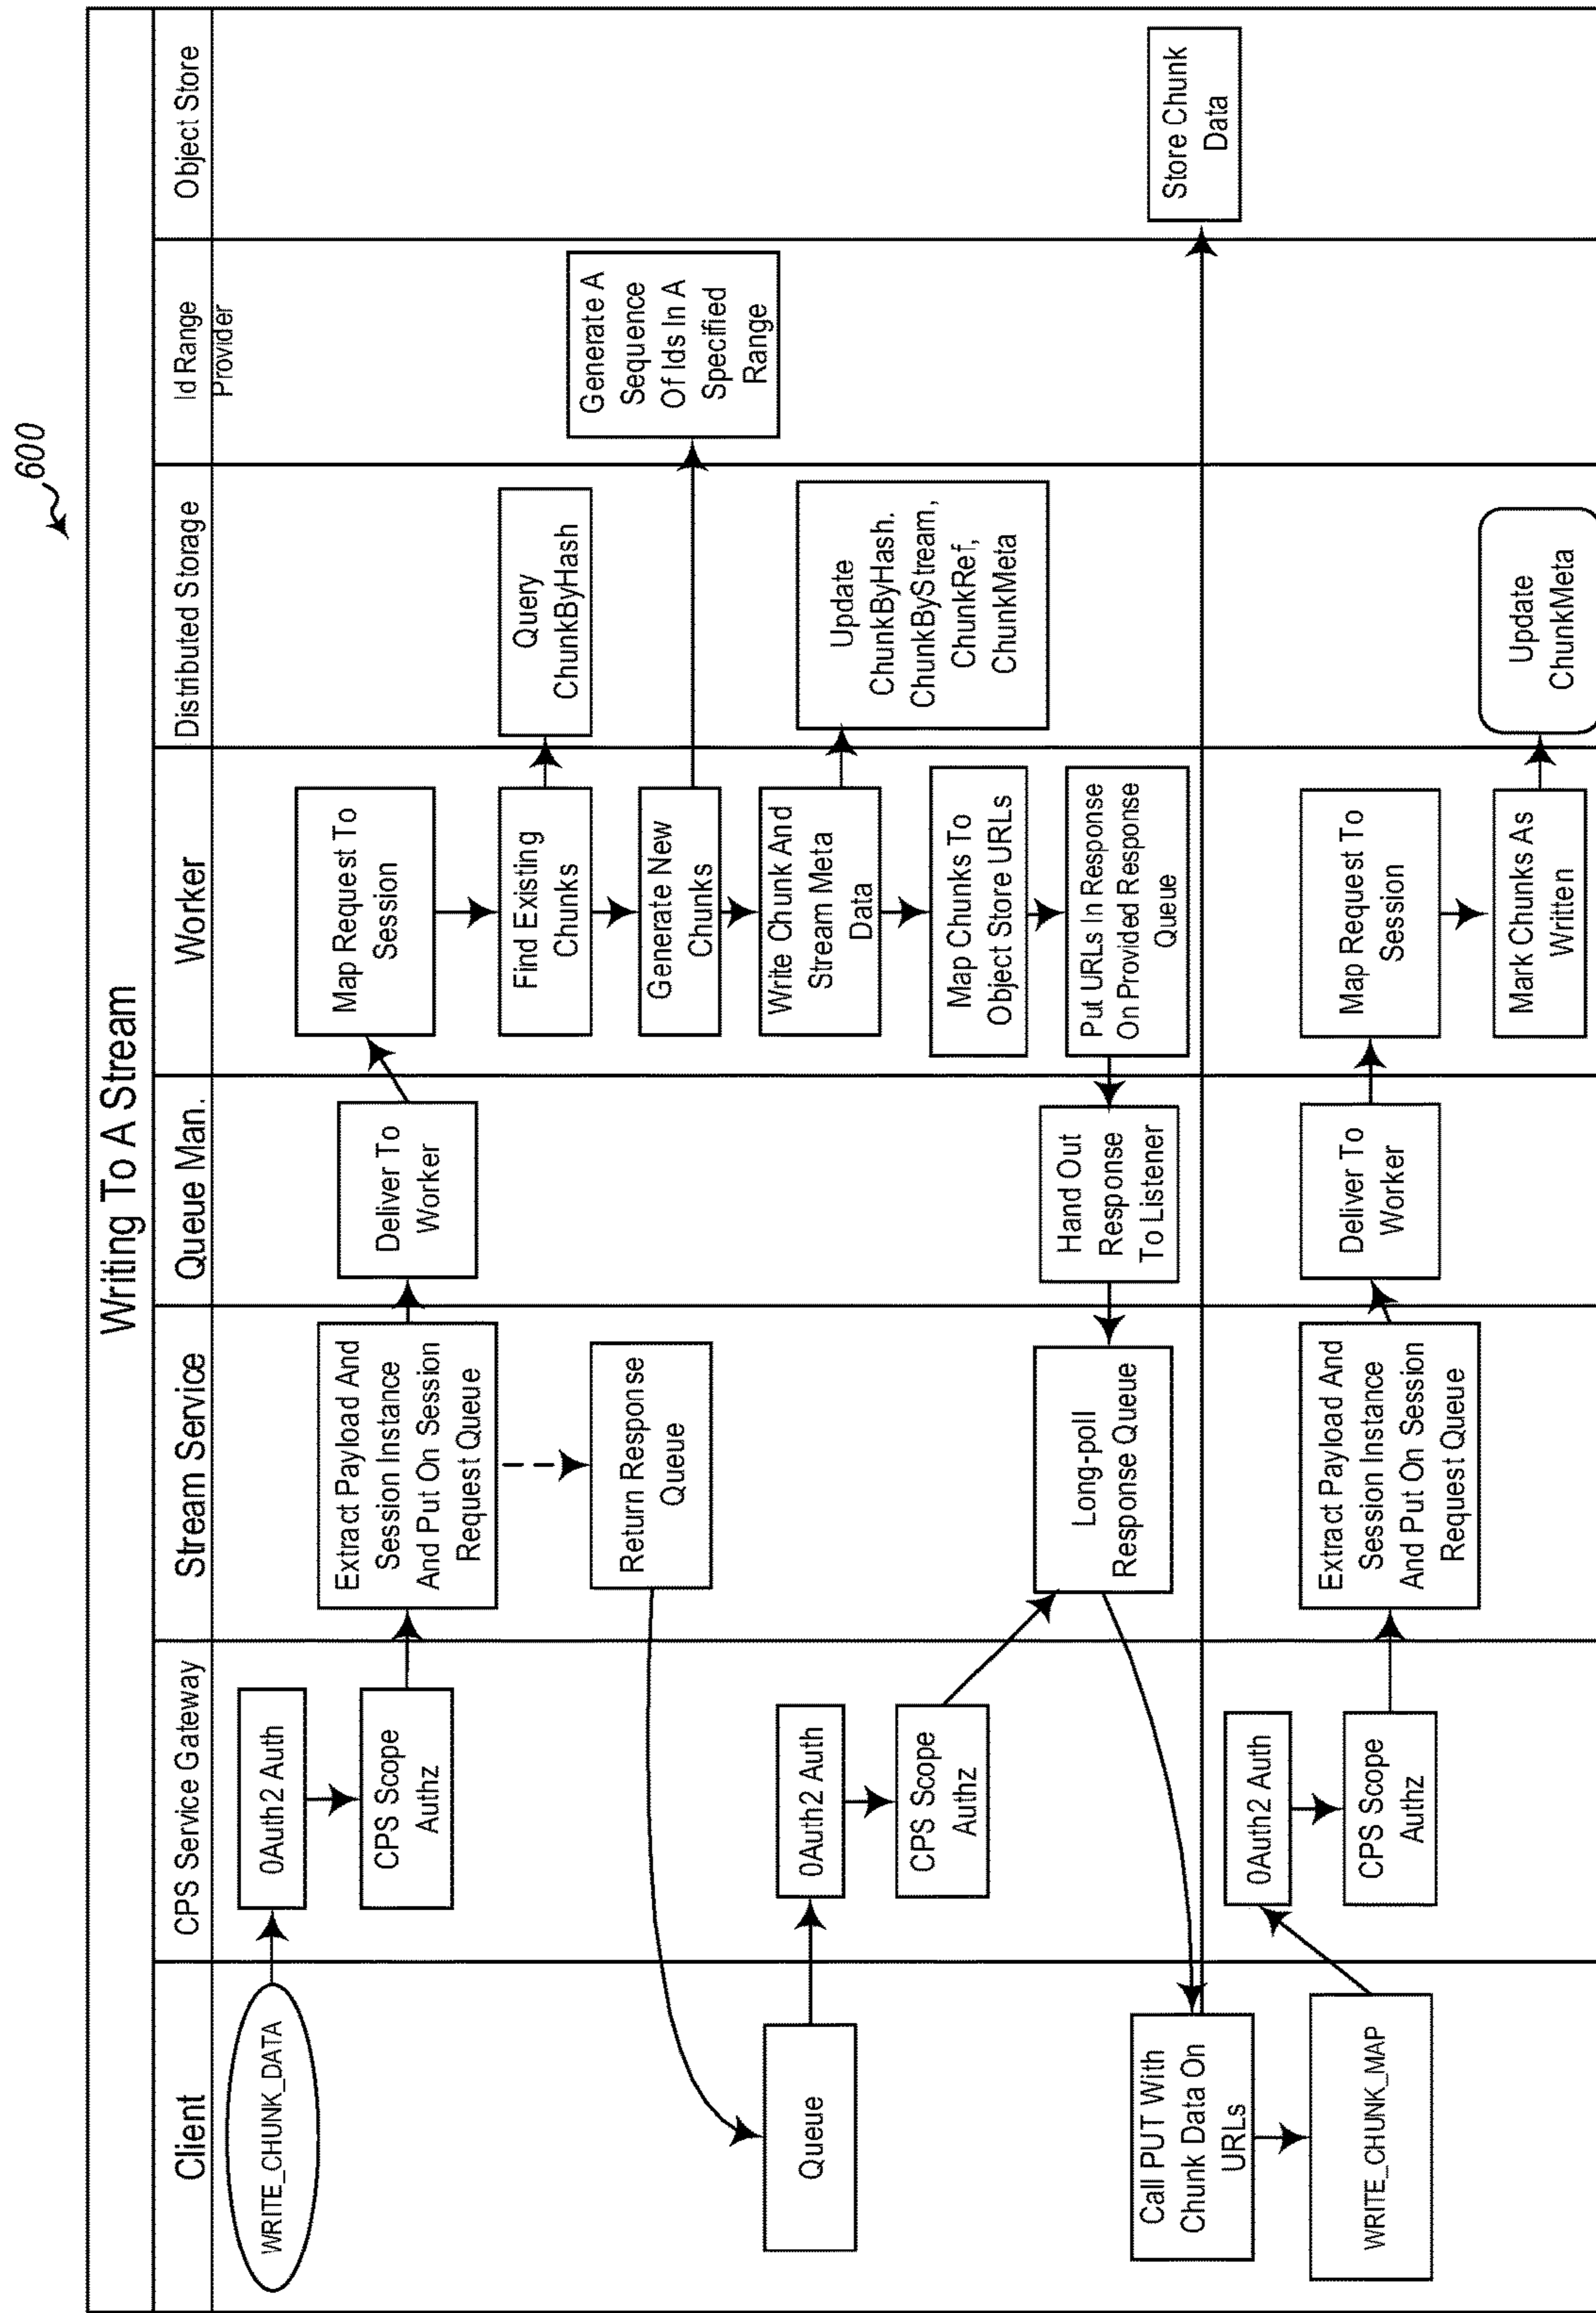 600
Writing To A Stream
Client
CPS Service Gateway
Stream Service
Queue Man.
Worker
Distributed Storage
Id Range
Provider
Object Store
WRITE_CHUNK_DATA
0Auth2 Auth
CPS Scope
Authz
Extract Payload And
Session Instance
And Put On Session
Request Queue
Deliver To
Worker
Map Request To
Session
Return Response
Queue
Find Existing
Chunks
Query
ChunkByHash
Generate New
Chunks
Generate A
Sequence
Of Ids In A
Specified
Range
Write Chunk And
Stream Meta
Data
Update
ChunkByHash.
ChunkByStream,
ChunkRef,
ChunkMeta
Queue
0Auth2 Auth
CPS Scope
Authz
Map Chunks To
Object Store URLs
Put URLs In Response
On Provided Response
Queue
Hand Out
Response
To Listener
Long-poll
Response Queue
Call PUT With
Chunk Data On
URLs
Store Chunk
Data
WRITE_CHUNK_MAP
0Auth2 Auth
CPS Scope
Authz
Extract Payload And
Session Instance
And Put On Session
Request Queue
Deliver To
Worker
Map Request To
Session
Mark Chunks As
Written
Update
ChunkMeta